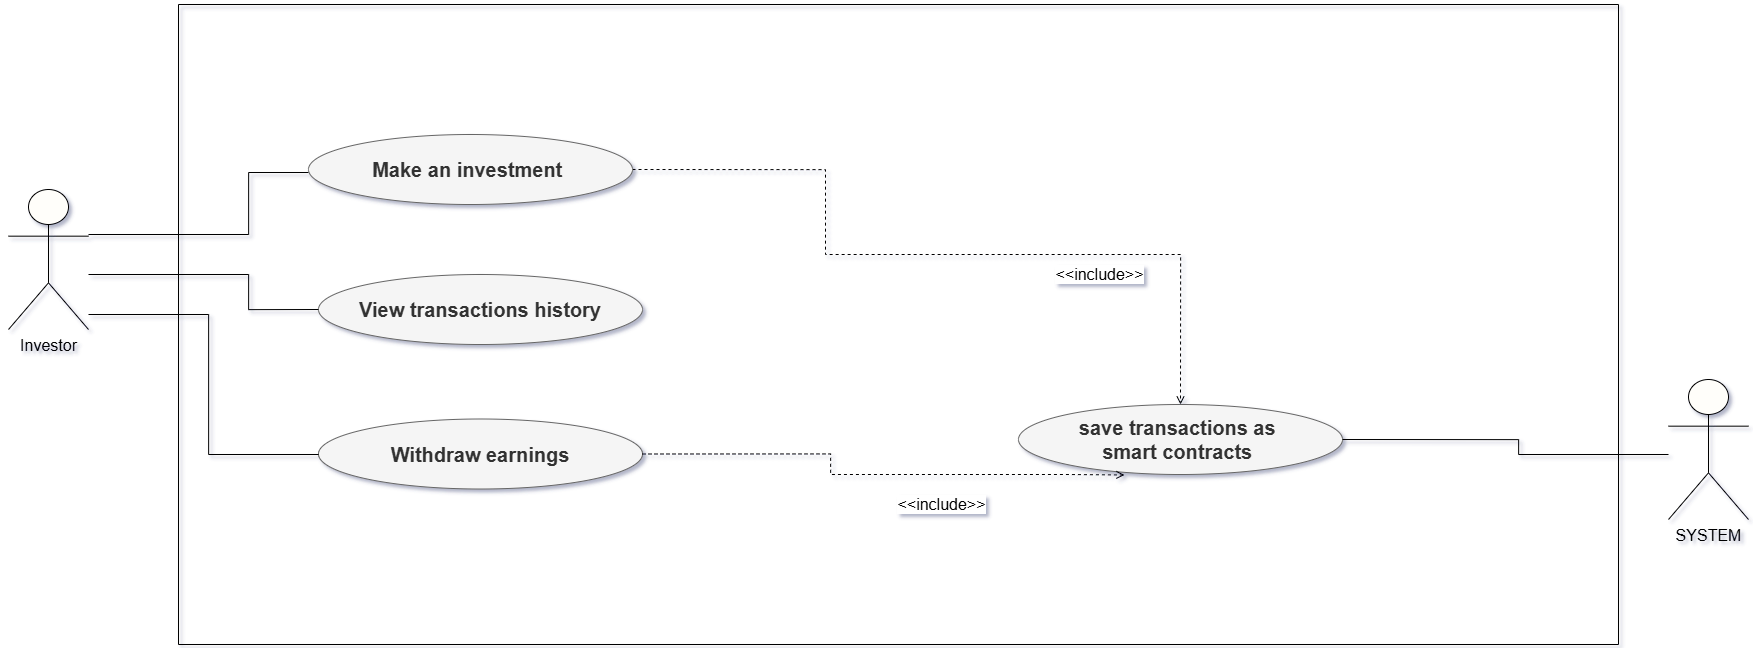 Make an investment
<<include>>
View transactions history
Investor
save transactions as
smart contracts
Withdraw earnings
<<include>>
SYSTEM